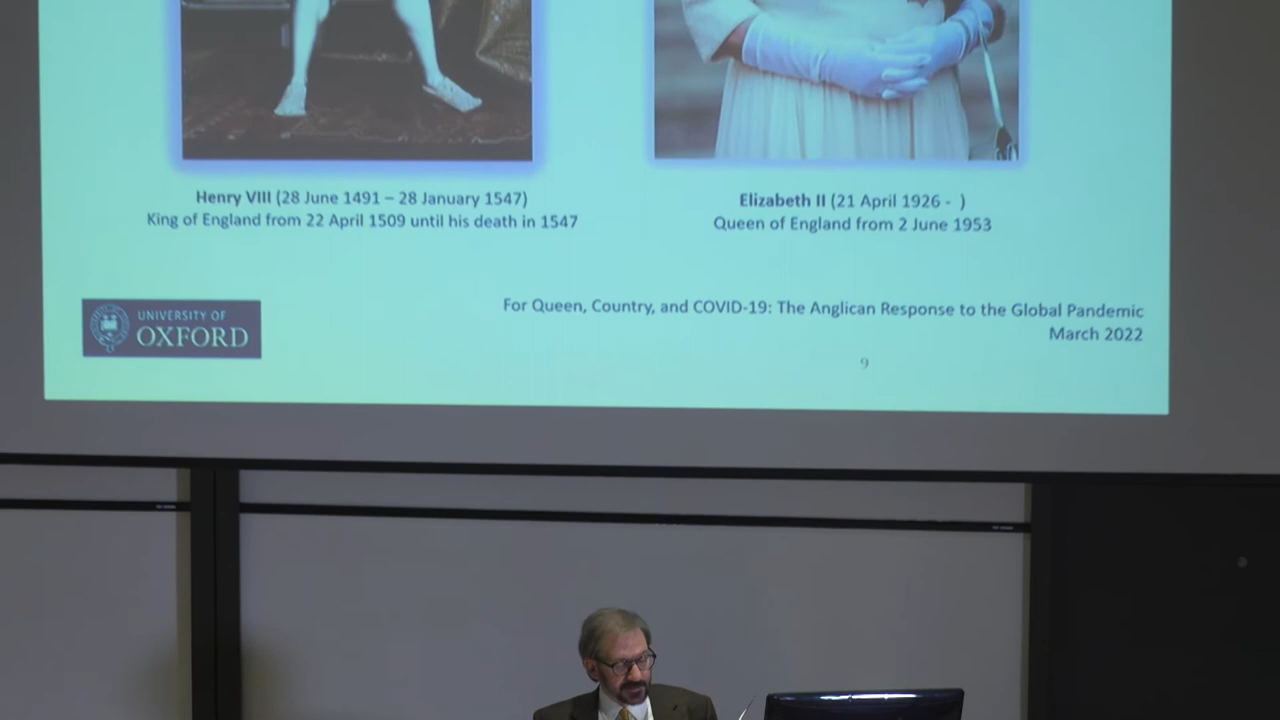 Henry VIII (28 June 1491 – 28 January 1547)
King of England from 22 April 1509 until his death in 1547
Elizabeth II (21 April 1926 -  )
Queen of England from 2 June 1953
UNIVERSITY OF
OXFORD
For Queen, Country, and COVID-19: The Anglican Response to the Global Pandemic
March 2022
9